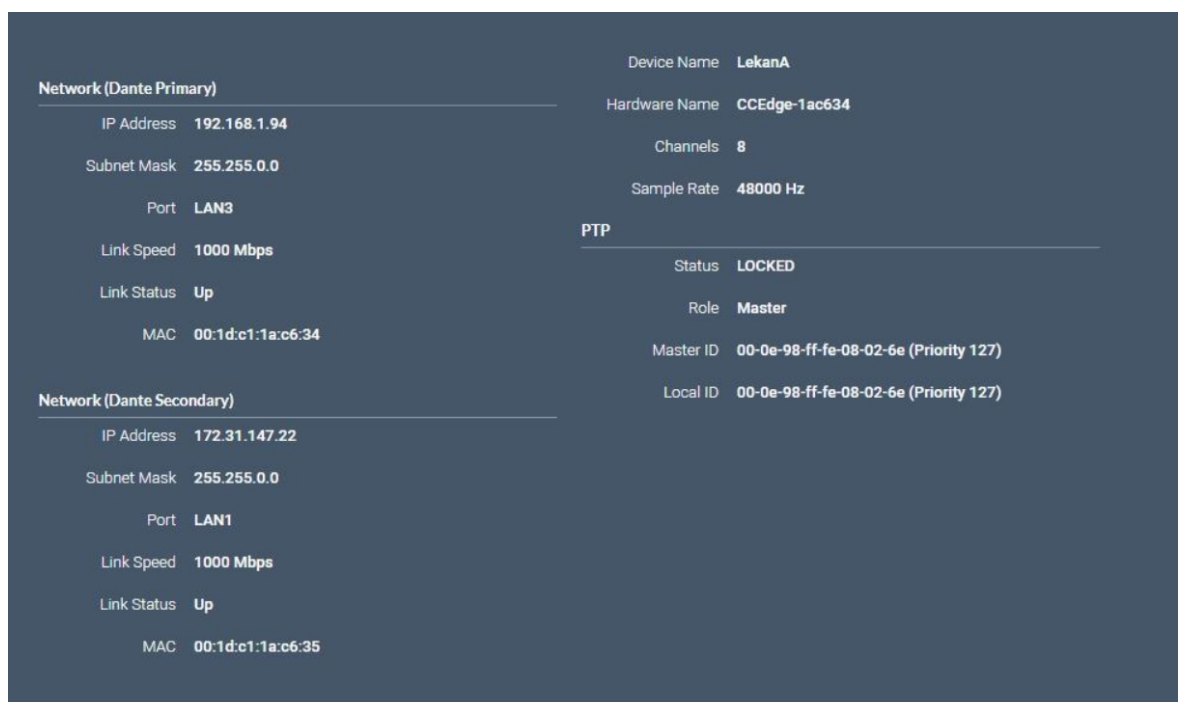 Network (Dante Primary)
IP Address 192.168.1.94
Subnet Mask 255.255.0.0
Port LAN3
Link Speed 1000 Mbps
Link Status Up
MAC 00:1d:c1:1a:c6:34
Network (Dante Secondary)
IP Address 172.31.147.22
Subnet Mask 255.255.0.0
Port LAN1
Link Speed 1000 Mbps
Link Status Up
MAC 00:1d:c1:1a:c6:35
Device Name LekanA
Hardware Name CCEdge-1ac634
Channels 8
Sample Rate 48000 Hz
PTP
Status LOCKED
Role Master
Master ID 00-0e-98-ff-fe-08-02-6e (Priority 127)
Local ID 00-0e-98-ff-fe-08-02-6e (Priority 127)